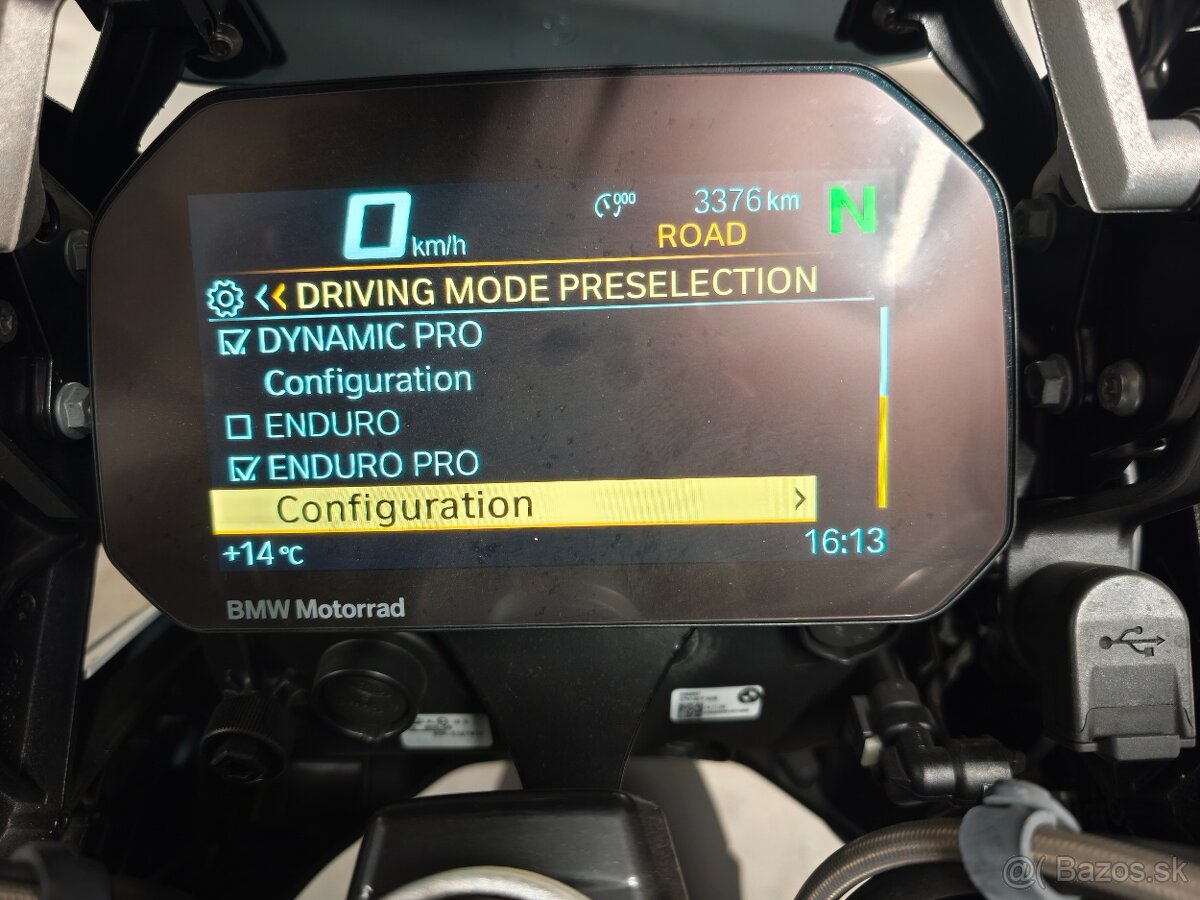 0 km/h
000
3376 km
N
ROAD
<< DRIVING MODE PRESELECTION
DYNAMIC PRO
Configuration
ENDURO
ENDURO PRO
Configuration >
+14 °C
16:13
BMW Motorrad
@( Bazos.sk